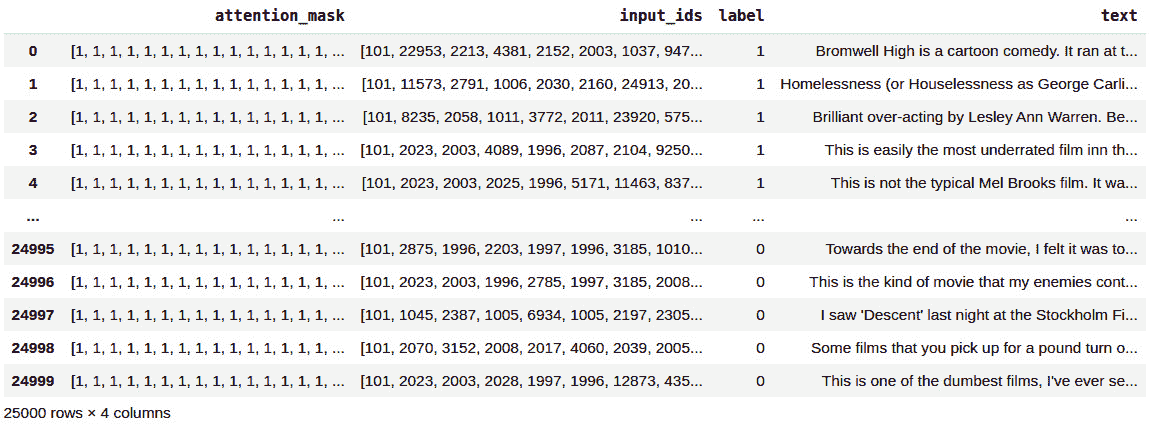 attention_mask input_ids label text
0 [1, 1, 1, 1, 1, 1, 1, 1, 1, 1, 1, 1, 1, 1, 1, ... [101, 22953, 2213, 4381, 2152, 2003, 1037, 947... 1 Bromwell High is a cartoon comedy. It ran at t...
1 [1, 1, 1, 1, 1, 1, 1, 1, 1, 1, 1, 1, 1, 1, 1, ... [101, 11573, 2791, 1006, 2030, 2160, 24913, 20... 1 Homelessness (or Houselessness as George Carli...
2 [1, 1, 1, 1, 1, 1, 1, 1, 1, 1, 1, 1, 1, 1, 1, ... [101, 8235, 2058, 1011, 3772, 2011, 23920, 575... 1 Brilliant over-acting by Lesley Ann Warren. Be...
3 [1, 1, 1, 1, 1, 1, 1, 1, 1, 1, 1, 1, 1, 1, 1, ... [101, 2023, 2003, 4089, 1996, 2087, 2104, 9250... 1 This is easily the most underrated film inn th...
4 [1, 1, 1, 1, 1, 1, 1, 1, 1, 1, 1, 1, 1, 1, 1, ... [101, 2023, 2003, 2025, 1996, 5171, 11463, 837... 1 This is not the typical Mel Brooks film. It wa...
... ... ... ... ...
24995 [1, 1, 1, 1, 1, 1, 1, 1, 1, 1, 1, 1, 1, 1, 1, ... [101, 2875, 1996, 2203, 1997, 1996, 3185, 1010... 0 Towards the end of the movie, I felt it was to...
24996 [1, 1, 1, 1, 1, 1, 1, 1, 1, 1, 1, 1, 1, 1, 1, ... [101, 2023, 2003, 1996, 2785, 1997, 3185, 2008... 0 This is the kind of movie that my enemies cont...
24997 [1, 1, 1, 1, 1, 1, 1, 1, 1, 1, 1, 1, 1, 1, 1, ... [101, 1045, 2387, 1005, 6934, 1005, 2197, 2305... 0 I saw 'Descent' last night at the Stockholm Fi...
24998 [1, 1, 1, 1, 1, 1, 1, 1, 1, 1, 1, 1, 1, 1, 1, ... [101, 2070, 3152, 2008, 2017, 4060, 2039, 2005... 0 Some films that you pick up for a pound turn o...
24999 [1, 1, 1, 1, 1, 1, 1, 1, 1, 1, 1, 1, 1, 1, 1, ... [101, 2023, 2003, 2028, 1997, 1996, 12873, 435... 0 This is one of the dumbest films, I've ever se...
25000 rows × 4 columns